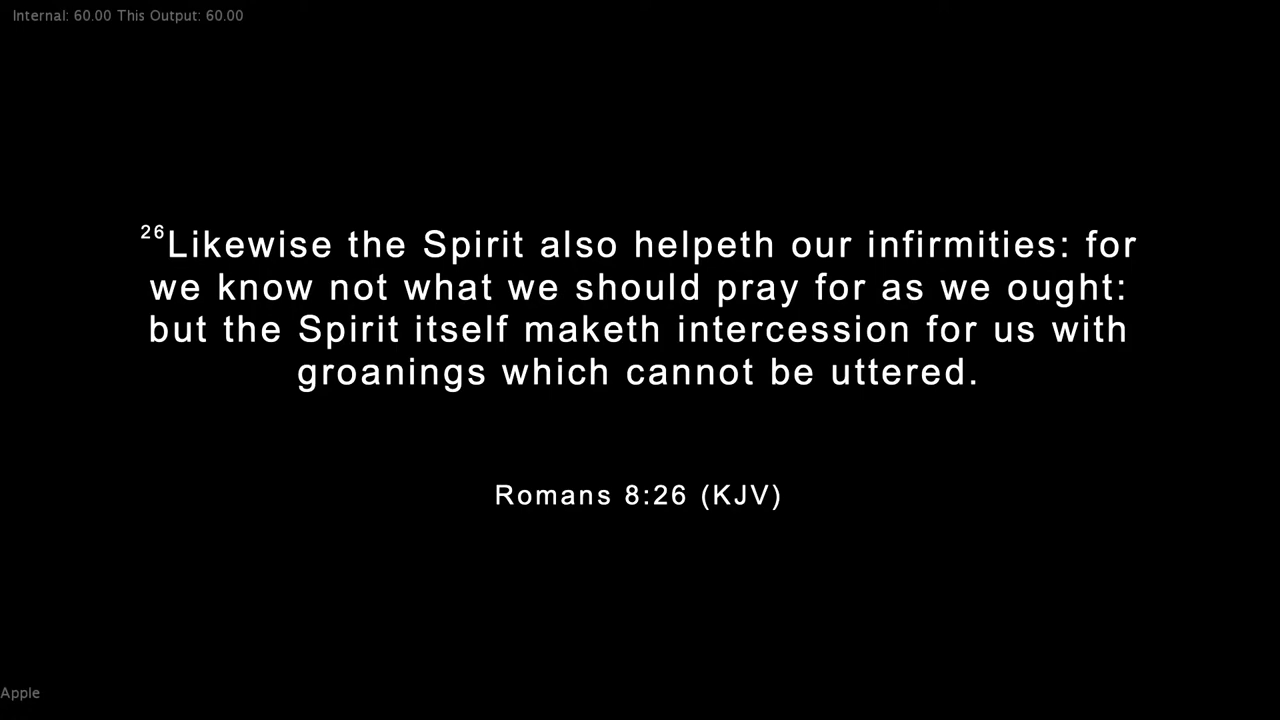 Internal: 60.00 This Output: 60.00
26Likewise the Spirit also helpeth our infirmities: for
we know not what we should pray for as we ought:
but the Spirit itself maketh intercession for us with
groanings which cannot be uttered.
Romans 8:26 (KJV)
Apple